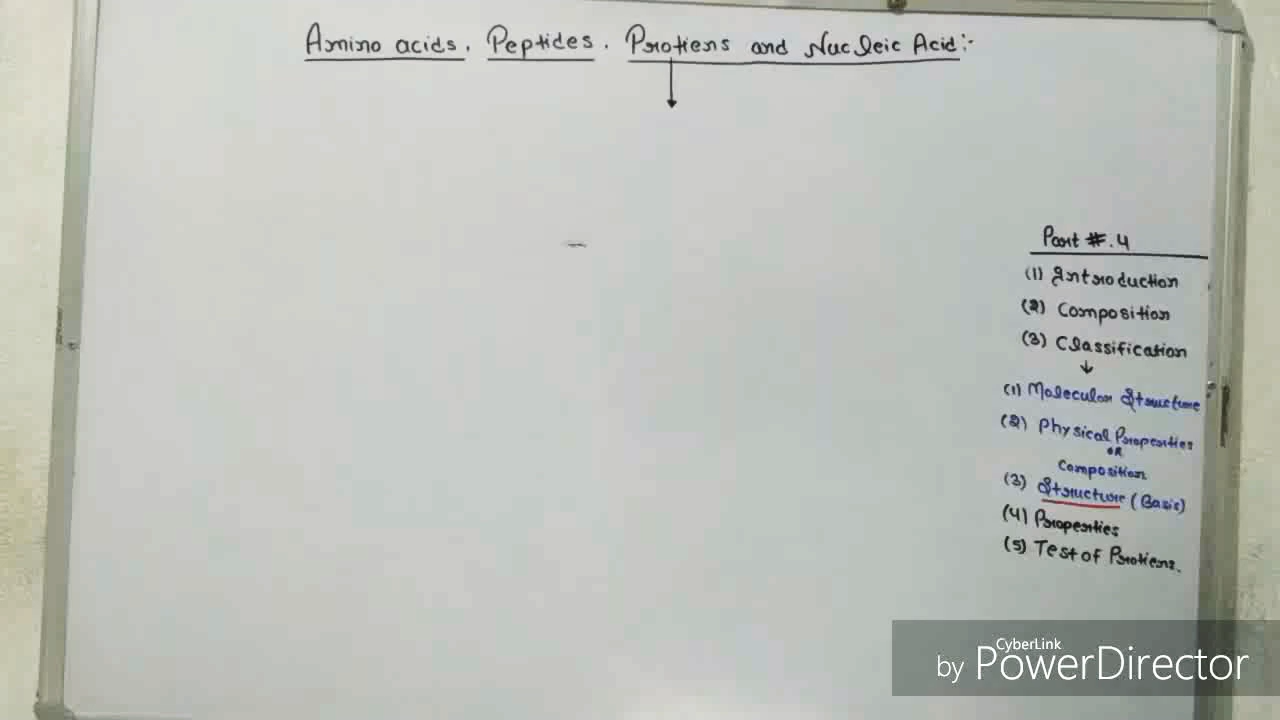 Amino acids, Peptides, Protiens and Nucleic Acid:-
Part #.4
(1) Introduction
(2) Composition
(3) Classification
(1) Molecular Structure
(2) Physical Properties
OR
Composition
(3) Structure (Basis)
(4) Properties
(5) Test of Protiens.
CyberLink
by PowerDirector